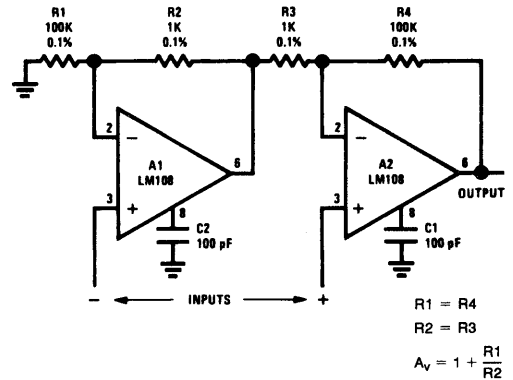 R1
100K
0.1%
R2
1K
0.1%
R3
1K
0.1%
R4
100K
0.1%
2
−
A1
LM108
6
3
+
8
C2
100 pF
2
−
A2
LM108
6
OUTPUT
3
+
8
C1
100 pF
− INPUTS +
R1 = R4
R2 = R3
Av = 1 + R1/R2